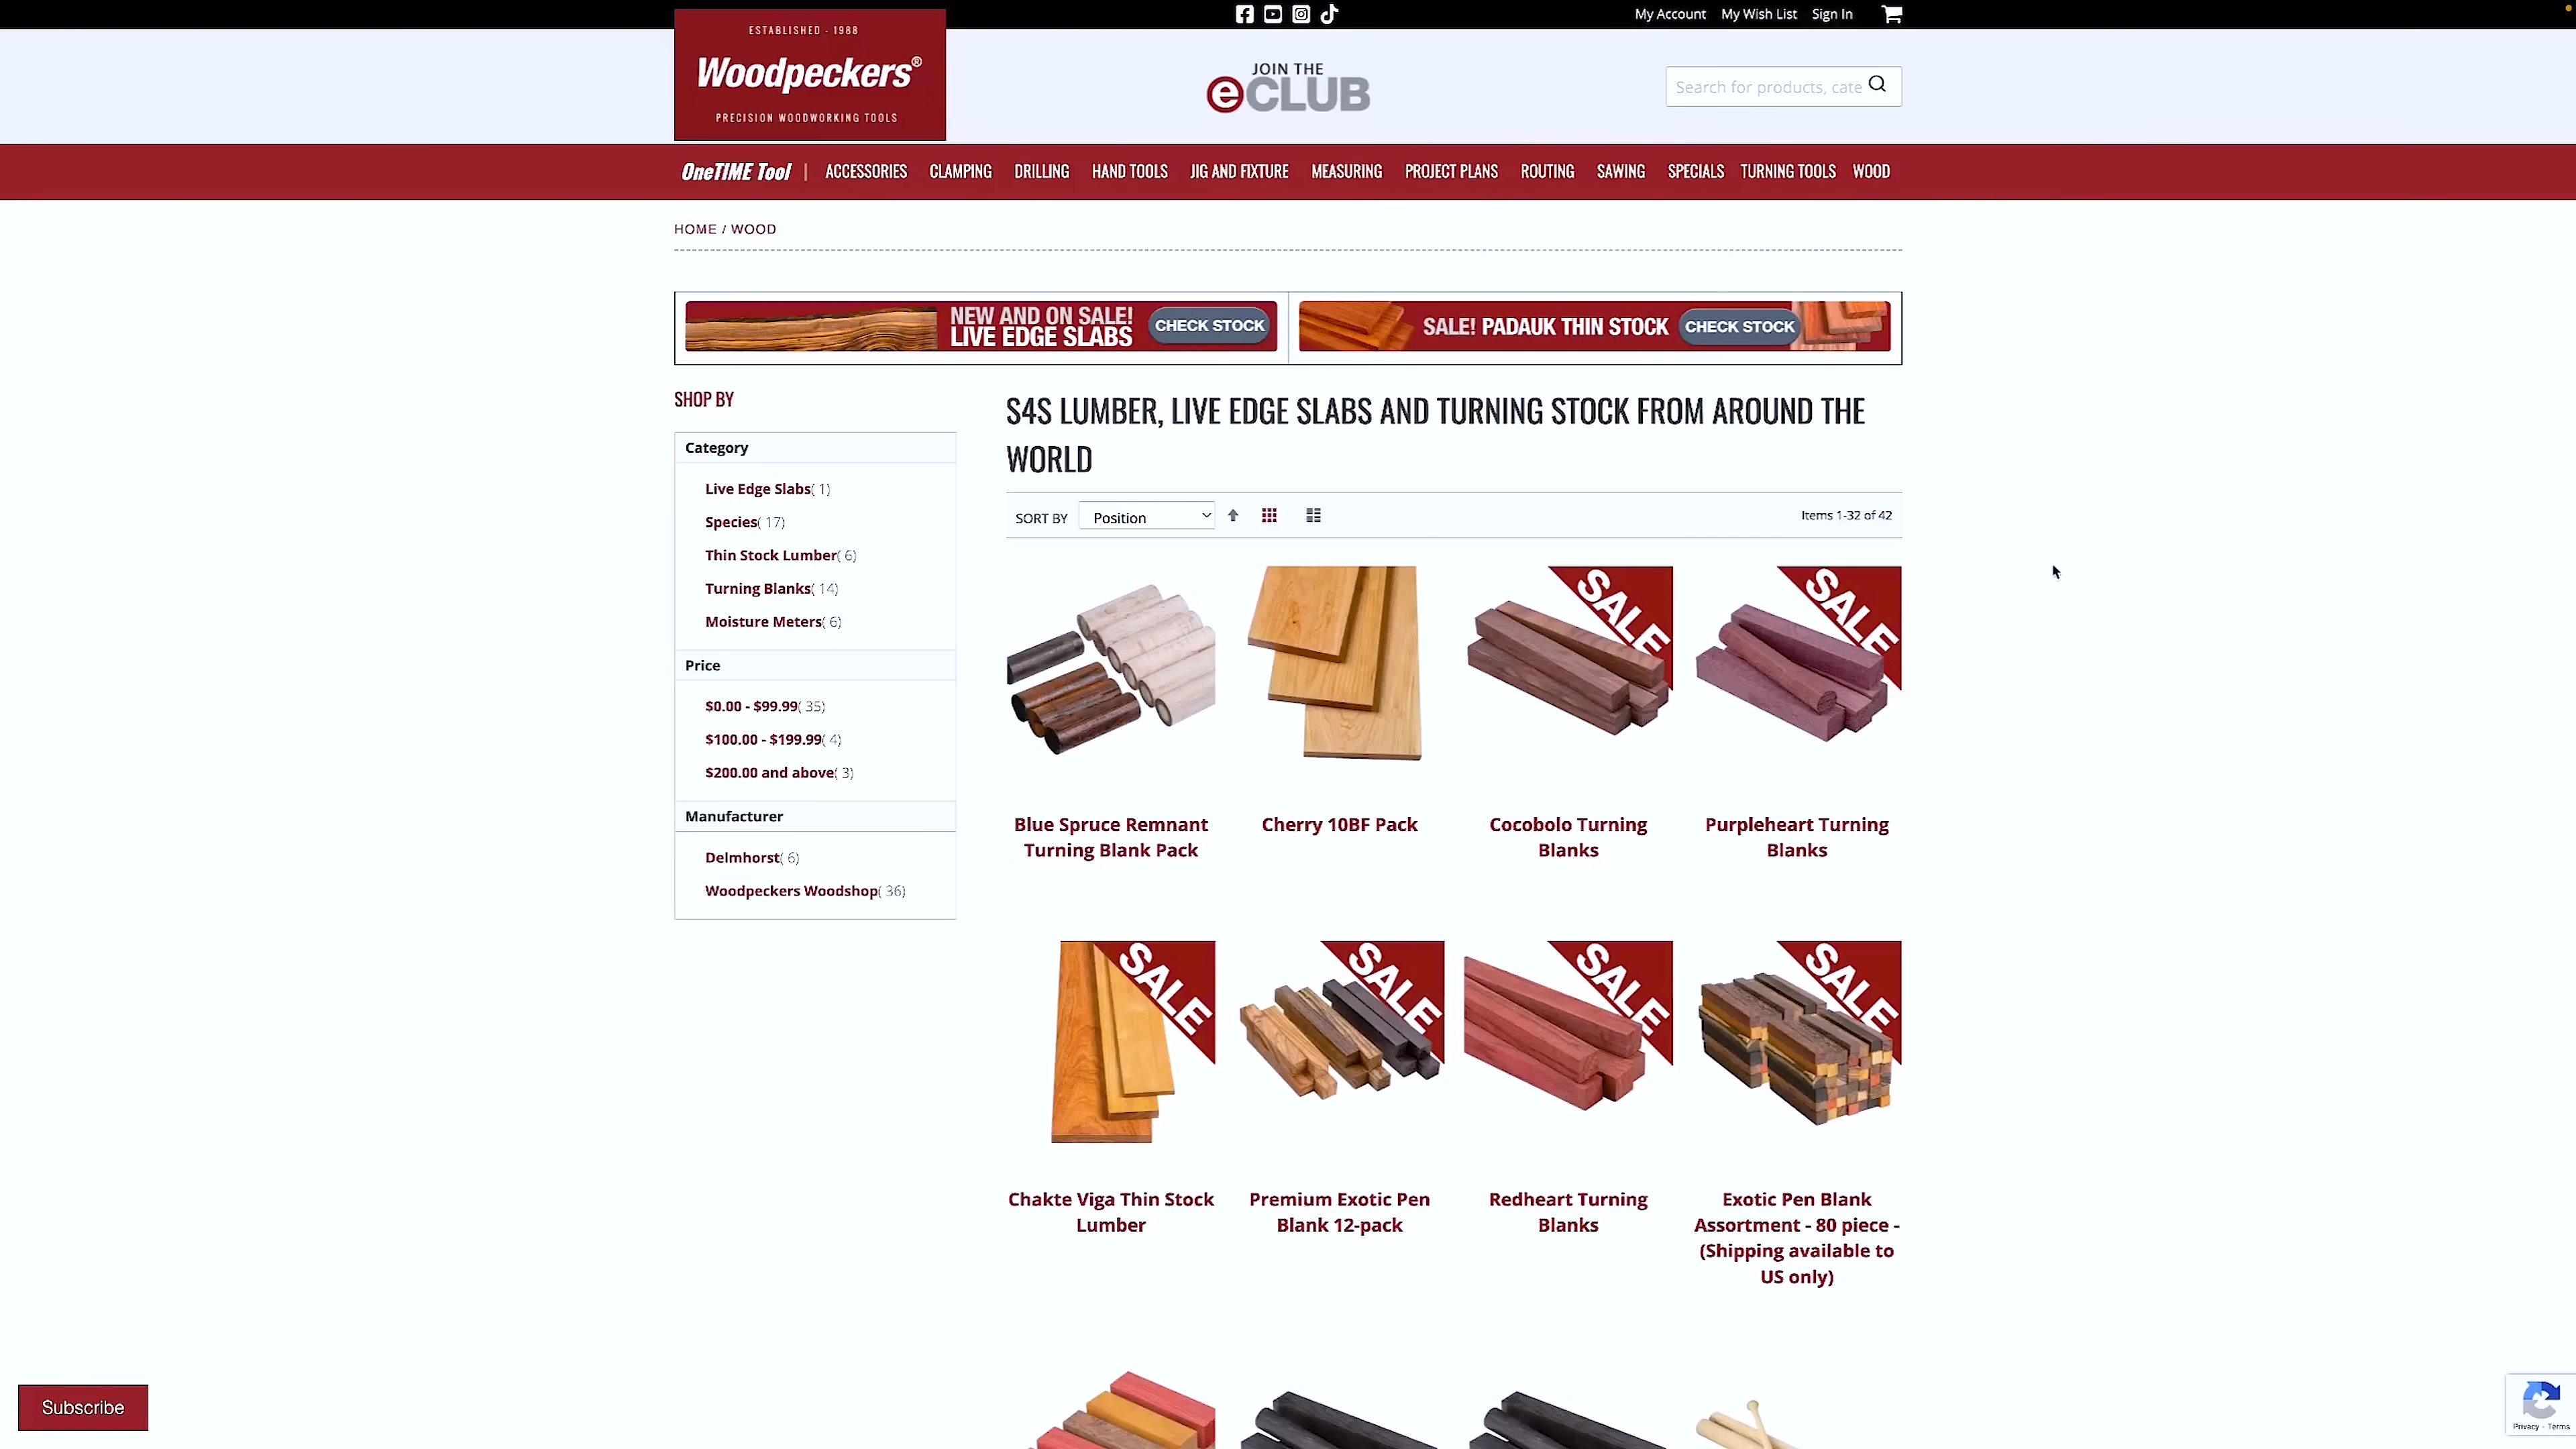 My Account My Wish List Sign In
ESTABLISHED - 1988
Woodpeckers®
PRECISION WOODWORKING TOOLS
JOIN THE
eCLUB
Search for products, cate
OneTIME Tool | ACCESSORIES CLAMPING DRILLING HAND TOOLS JIG AND FIXTURE MEASURING PROJECT PLANS ROUTING SAWING SPECIALS TURNING TOOLS WOOD
HOME / WOOD
NEW AND ON SALE!
LIVE EDGE SLABS
CHECK STOCK
SALE! PADAUK THIN STOCK CHECK STOCK
SHOP BY
Category
Live Edge Slabs( 1)
Species( 17)
Thin Stock Lumber( 6)
Turning Blanks( 14)
Moisture Meters( 6)
Price
$0.00 - $99.99( 35)
$100.00 - $199.99( 4)
$200.00 and above( 3)
Manufacturer
Delmhorst( 6)
Woodpeckers Woodshop( 36)
S4S LUMBER, LIVE EDGE SLABS AND TURNING STOCK FROM AROUND THE
WORLD
SORT BY Position
Items 1-32 of 42
SALE
SALE
Blue Spruce Remnant
Turning Blank Pack
Cherry 10BF Pack
Cocobolo Turning
Blanks
Purpleheart Turning
Blanks
SALE
SALE
SALE
SALE
Chakte Viga Thin Stock
Lumber
Premium Exotic Pen
Blank 12-pack
Redheart Turning
Blanks
Exotic Pen Blank
Assortment - 80 piece -
(Shipping available to
US only)
Subscribe
Privacy - Terms